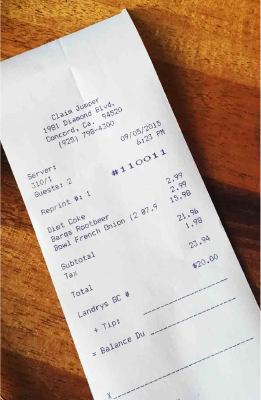 Claim Jumper
1981 Diamond Blvd.
Concord, Ca. 94520
(925) 798-4300
09/05/2015
Server: 6:23 PM
310/1
Guests: 2 #110011
Reprint #: 1
Diet Coke 2.99
Bargs Rootbeer 2.99
Bowl French Onion (2 @7.9 15.98
Subtotal 21.96
Tax 1.98
Total 23.94
Landrys GC # $20.00
+ Tip:
= Balance Du
X